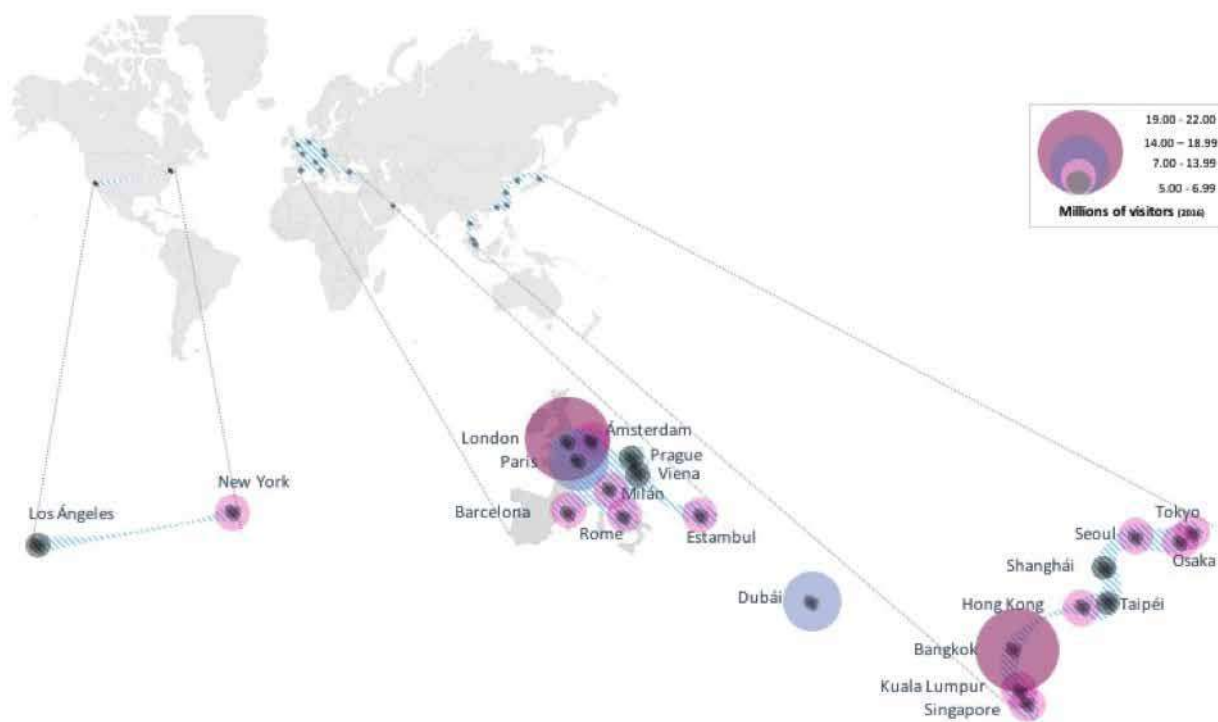 19.00 - 22.00
14.00 – 18.99
7.00 - 13.99
5.00 - 6.99
Millions of visitors (2016)
London
Ámsterdam
Paris
Prague
Viena
Milán
New York
Barcelona
Rome
Estambul
Los Ángeles
Tokyo
Seoul
Osaka
Shanghái
Dubái
Hong Kong
Taipéi
Bangkok
Kuala Lumpur
Singapore